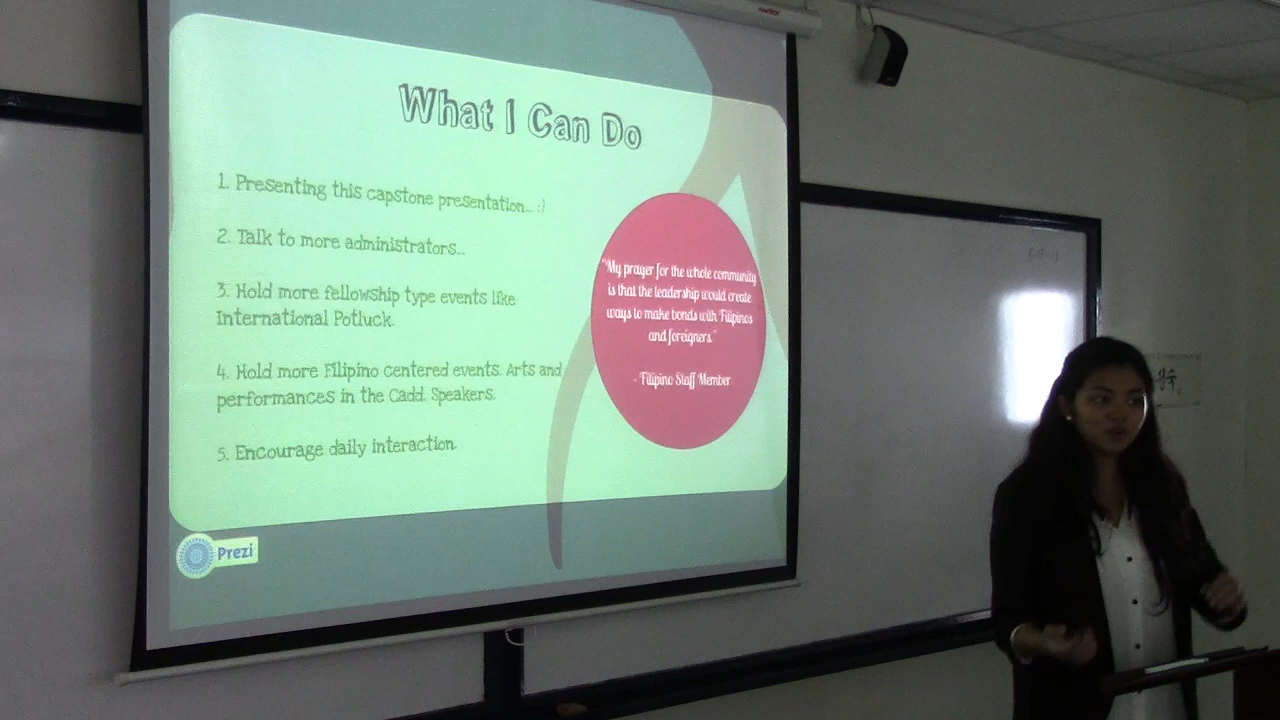 What I Can Do
1. Presenting this capstone presentation... :)
2. Talk to more administrators...
3. Hold more fellowship type events like
International Potluck.
4. Hold more Filipino centered events. Arts and
performances in the Cadd. Speakers.
5. Encourage daily interaction.
"My prayer for the whole community
is that the leadership would create
ways to make bonds with Filipinos
and foreigners."
- Filipino Staff Member
Prezi